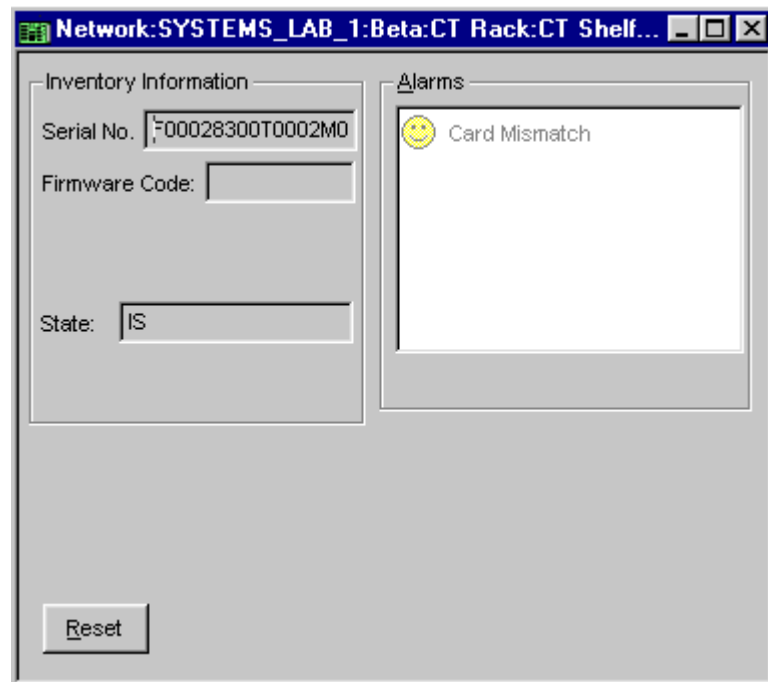 Network:SYSTEMS_LAB_1:Beta:CT Rack:CT Shelf...
Inventory Information
Serial No. F00028300T0002M0
Firmware Code:
State: IS
Alarms
Card Mismatch
Reset